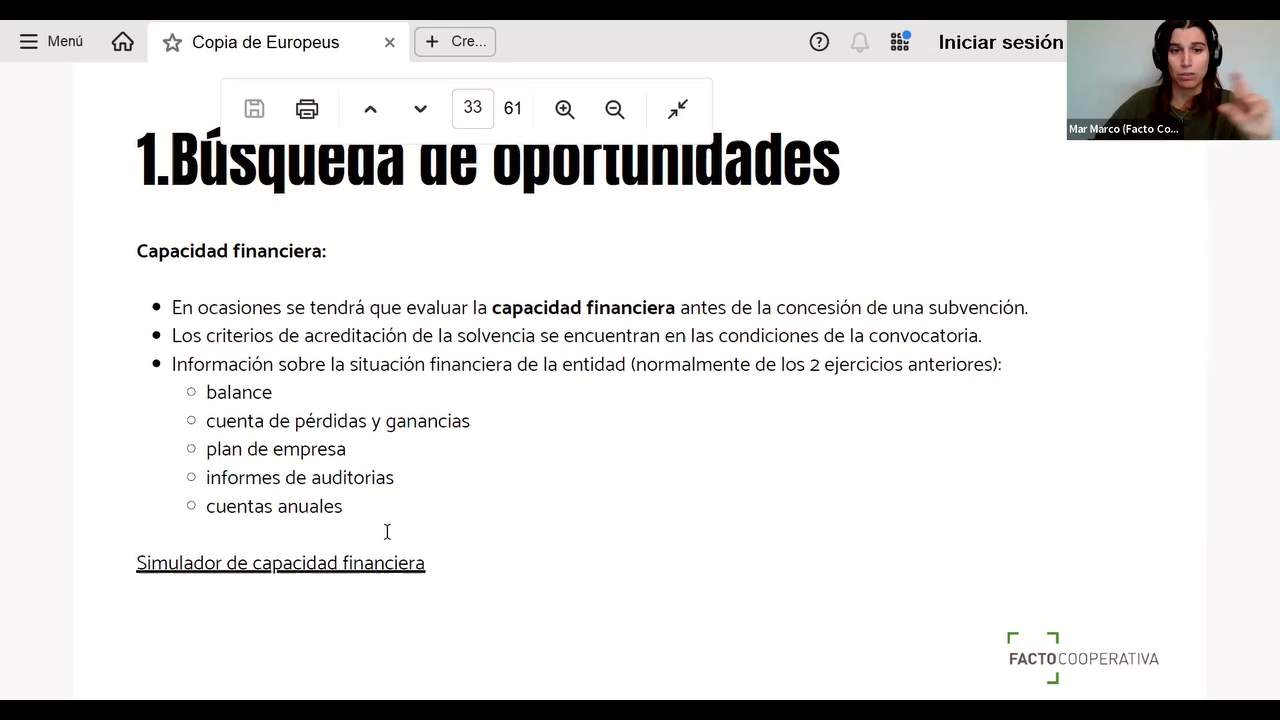 Menú
Copia de Europeus
Cre...
Iniciar sesión
33
61
Mar Marco (Facto Co...
1.Búsqueda de oportunidades
Capacidad financiera:
En ocasiones se tendrá que evaluar la capacidad financiera antes de la concesión de una subvención.
Los criterios de acreditación de la solvencia se encuentran en las condiciones de la convocatoria.
Información sobre la situación financiera de la entidad (normalmente de los 2 ejercicios anteriores):
balance
cuenta de pérdidas y ganancias
plan de empresa
informes de auditorias
cuentas anuales
Simulador de capacidad financiera
FACTOCOOPERATIVA